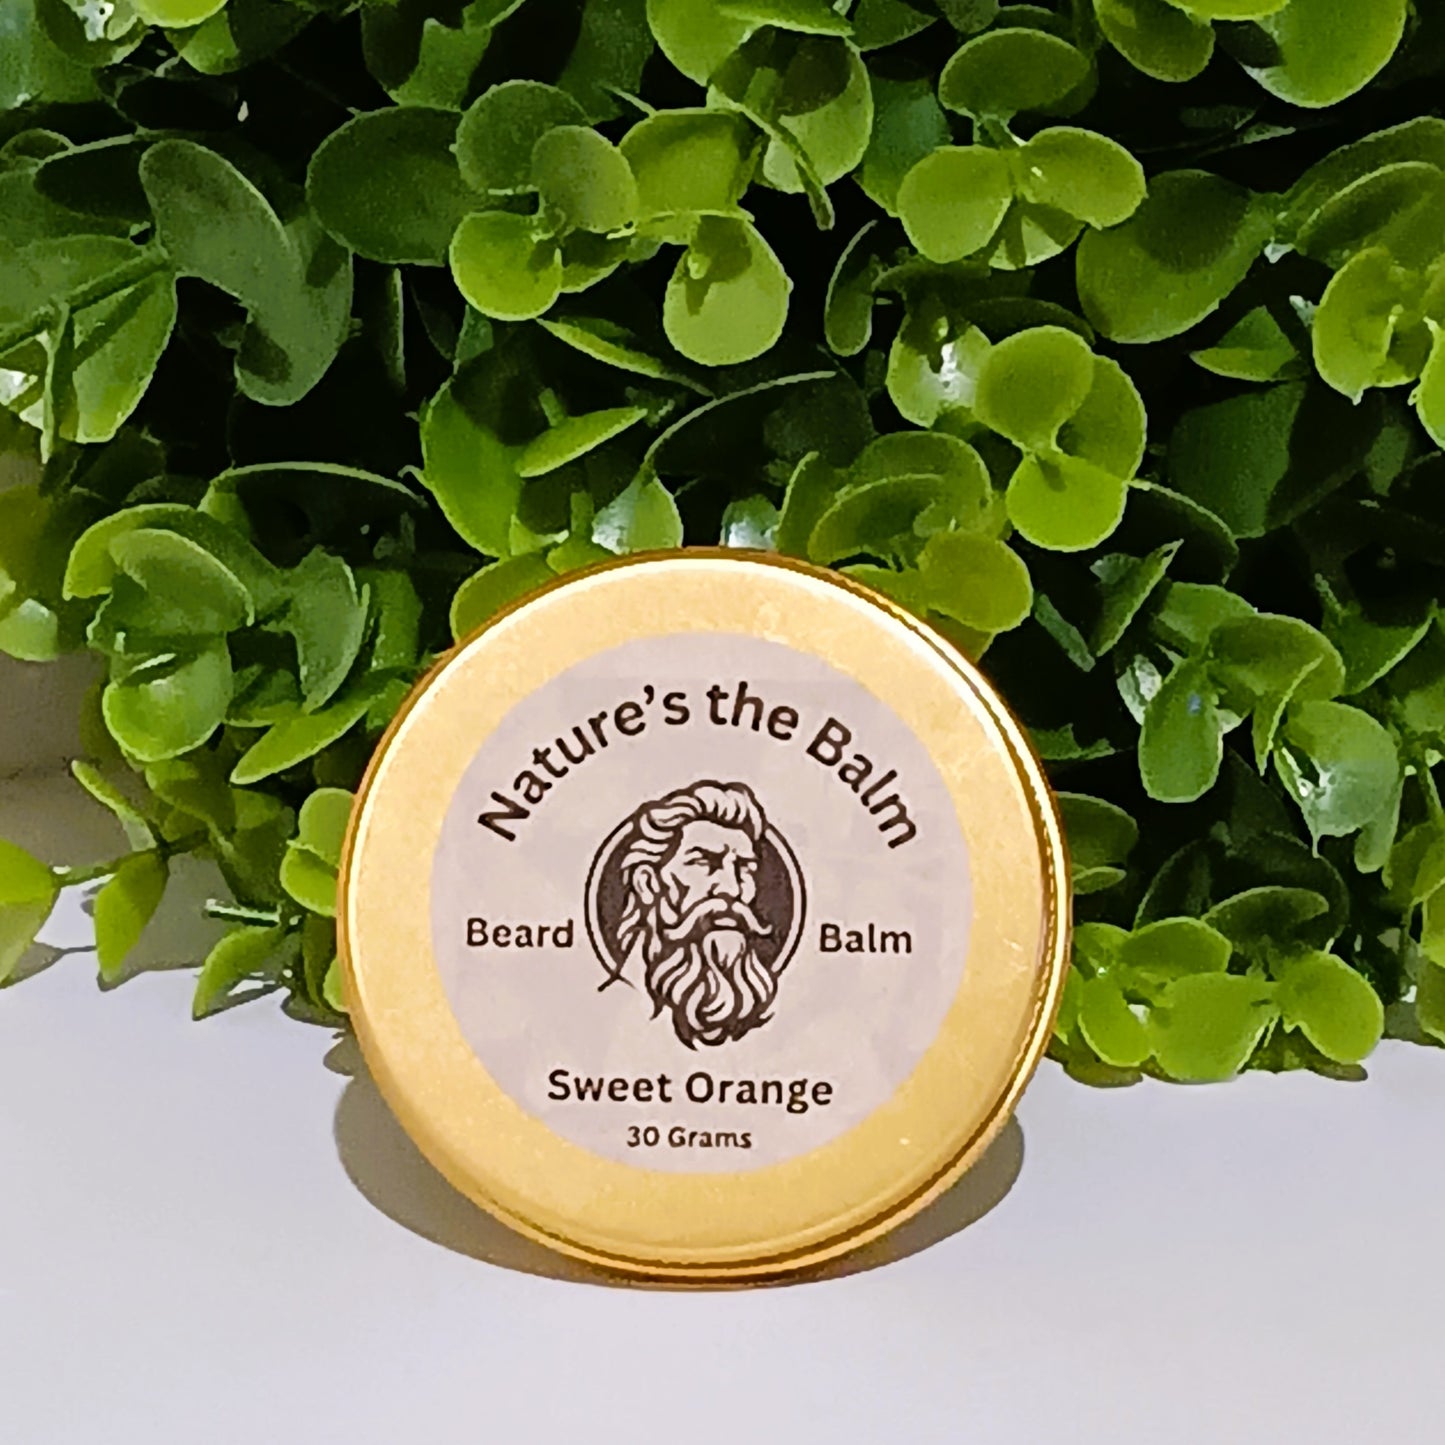 Nature's the Balm
Beard Balm
Sweet Orange
30 Grams